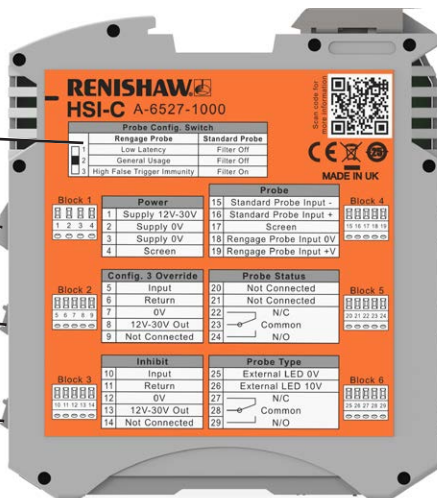 RENISHAW
HSI-C A-6527-1000
Scan code for
more information
MADE IN UK
Probe Config. Switch
Rengage Probe Standard Probe
1 Low Latency Filter Off
2 General Usage Filter Off
3 High False Trigger Immunity Filter On
Block 1
1 2 3 4
Power
1 Supply 12V-30V
2 Supply 0V
3 Supply 0V
4 Screen
Probe
15 Standard Probe Input -
16 Standard Probe Input +
17 Screen
18 Rengage Probe Input 0V
19 Rengage Probe Input +V
Block 4
15 16 17 18 19
Block 2
5 6 7 8 9
Config. 3 Override
5 Input
6 Return
7 0V
8 12V-30V Out
9 Not Connected
Probe Status
20 Not Connected
21 Not Connected
22 N/C
23 Common
24 N/O
Block 5
20 21 22 23 24
Block 3
10 11 12 13 14
Inhibit
10 Input
11 Return
12 0V
13 12V-30V Out
14 Not Connected
Probe Type
25 External LED 0V
26 External LED 10V
27 N/C
28 Common
29 N/O
Block 6
25 26 27 28 29